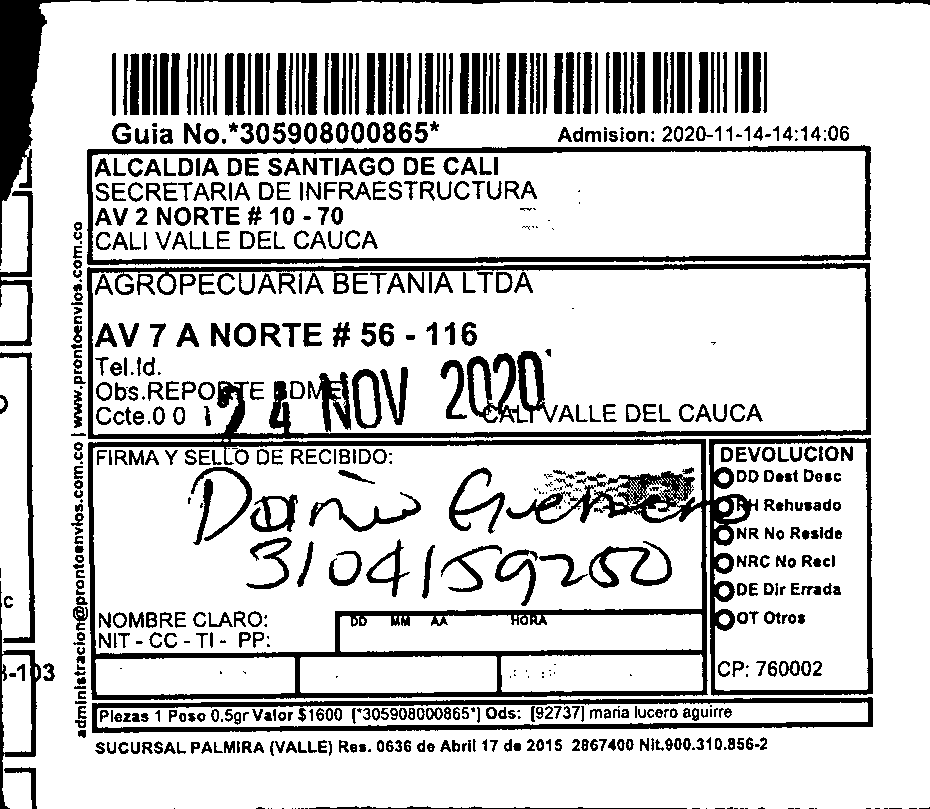 Guia No.*305908000865*
Admision: 2020-11-14-14:14:06
ALCALDIA DE SANTIAGO DE CALI
SECRETARIA DE INFRAESTRUCTURA
AV 2 NORTE # 10 - 70
CALI VALLE DEL CAUCA
AGROPECUARIA BETANIA LTDA
AV 7 A NORTE # 56 - 116
Tel.Id.
Obs.REPORTE BDME
Ccte.0 0 1
24 NOV 2020
CALI VALLE DEL CAUCA
FIRMA Y SELLO DE RECIBIDO:
Guerrero
3104159250
NOMBRE CLARO:
NIT - CC - TI - PP:
DD MM AA HORA
DEVOLUCION
DD Dest Desc
RH Rehusado
NR No Reside
NRC No Recl
DE Dir Errada
OT Otros
CP: 760002
Piezas 1 Peso 0.5gr Valor $1600 [*305908000865*] Ods: [92737] maria lucero aguirre
SUCURSAL PALMIRA (VALLE) Res. 0636 de Abril 17 de 2015 2867400 Nit.900.310.856-2
administracion@prontoenvios.com.co | www.prontoenvios.com.co
-103